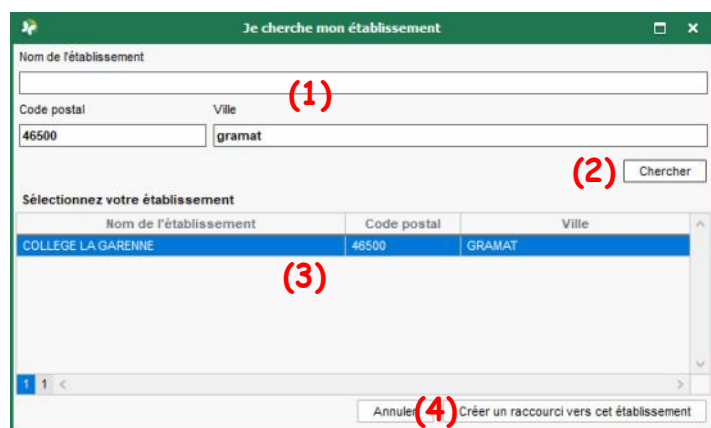 Je cherche mon établissement
Nom de l'établissement
(1)
Code postal Ville
46500 gramat
(2) Chercher
Sélectionnez votre établissement
Nom de l'établissement Code postal Ville
COLLEGE LA GARENNE 46500 GRAMAT
(3)
1 1
Annuler (4) Créer un raccourci vers cet établissement